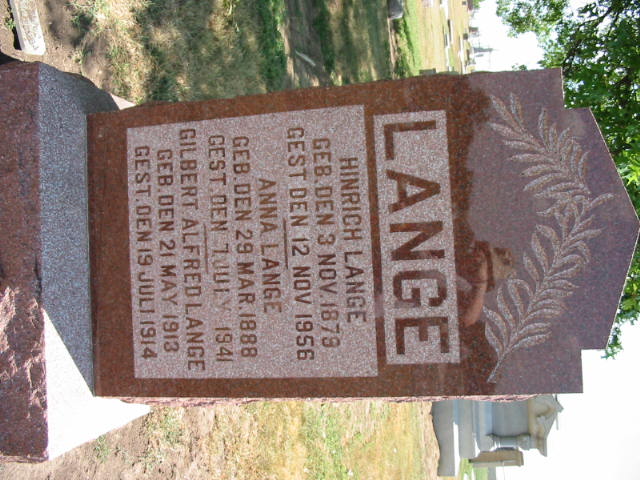 LANGE
HINRICH LANGE
GEB. DEN 3 NOV 1879
GEST DEN 12 NOV 1956
ANNA LANGE
GEB. DEN 29 MAR 1888
GEST. DEN 7.JULY 1941
GILBERT ALFRED LANGE
GEB. DEN 21 MAY 1913
GEST. DEN 19 JULI 1914